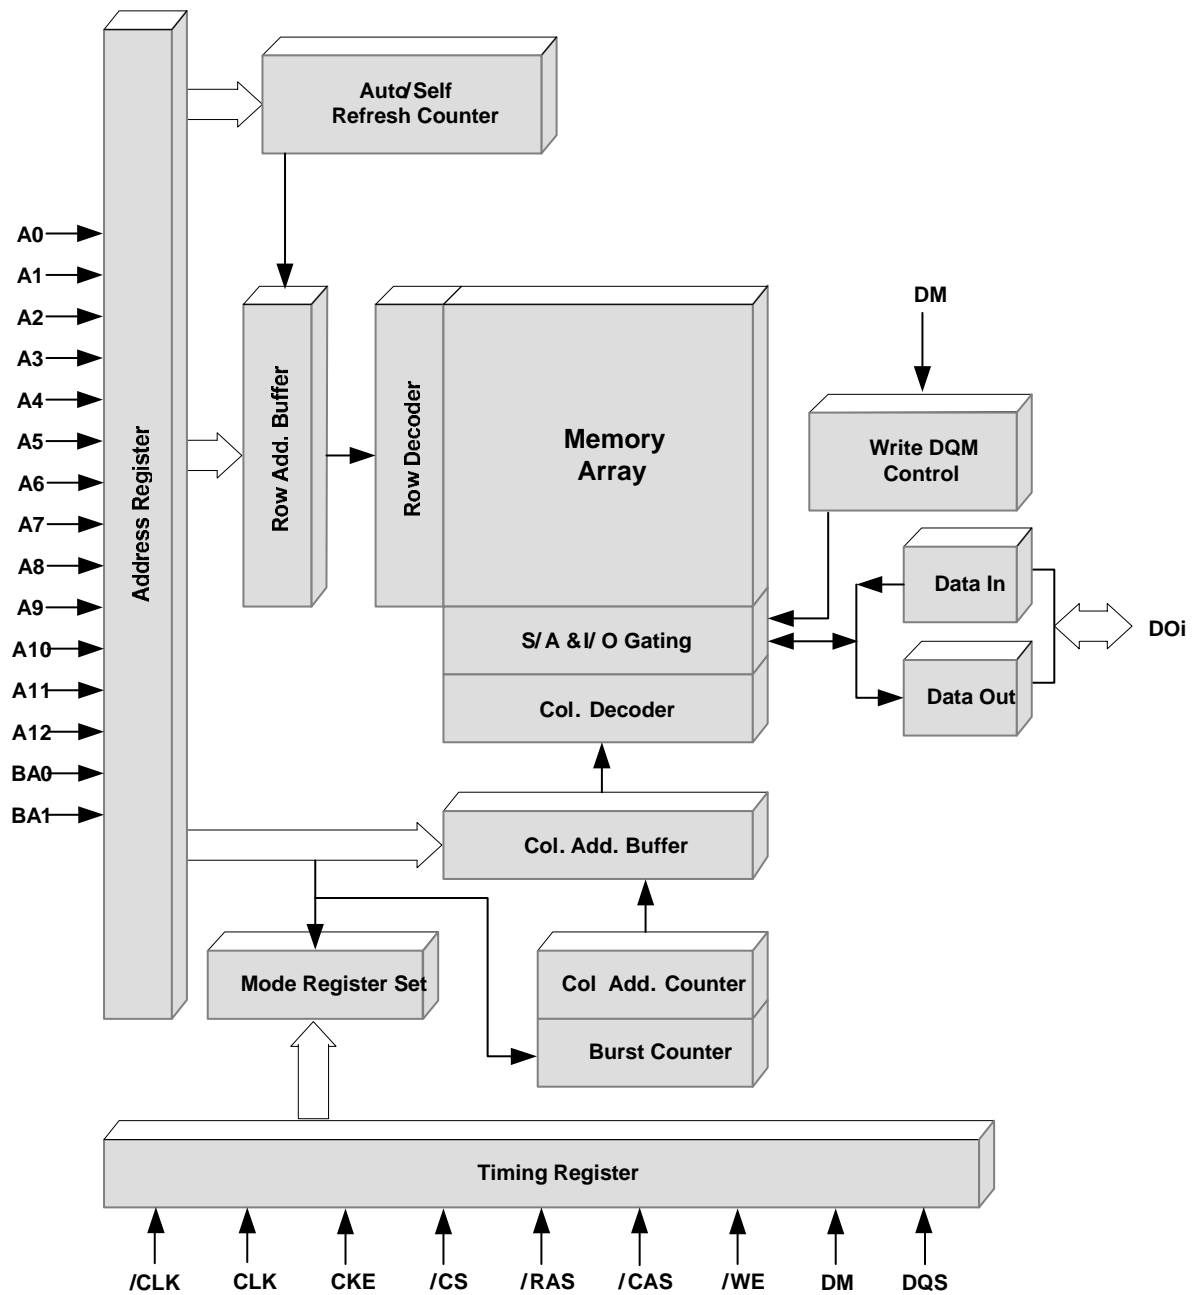 Auto/Self
Refresh Counter
A0
A1
A2
A3
A4
A5
A6
A7
A8
A9
A10
A11
A12
BA0
BA1
Address Register
Row Add. Buffer
Row Decoder
Memory
Array
DM
Write DQM
Control
Data In
Data Out
DOi
S/ A & I/ O Gating
Col. Decoder
Col. Add. Buffer
Mode Register Set
Col Add. Counter
Burst Counter
Timing Register
/CLK
CLK
CKE
/CS
/RAS
/CAS
/WE
DM
DQS